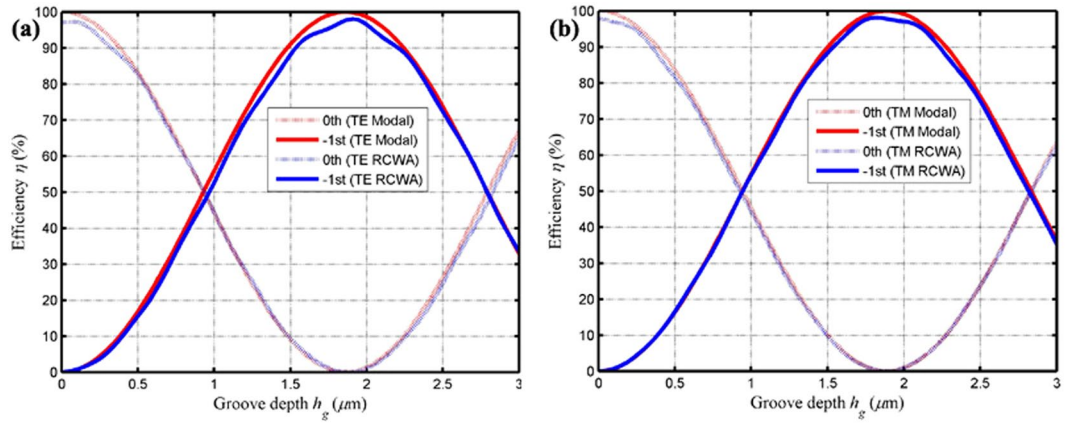 (a)
100
90
80
70
60
50
40
30
20
10
0
Efficiency η (%)
0th (TE Modal)
-1st (TE Modal)
0th (TE RCWA)
-1st (TE RCWA)
0 0.5 1 1.5 2 2.5 3
Groove depth h_g (μm)
(b)
100
90
80
70
60
50
40
30
20
10
0
Efficiency η (%)
0th (TM Modal)
-1st (TM Modal)
0th (TM RCWA)
-1st (TM RCWA)
0 0.5 1 1.5 2 2.5 3
Groove depth h_g (μm)